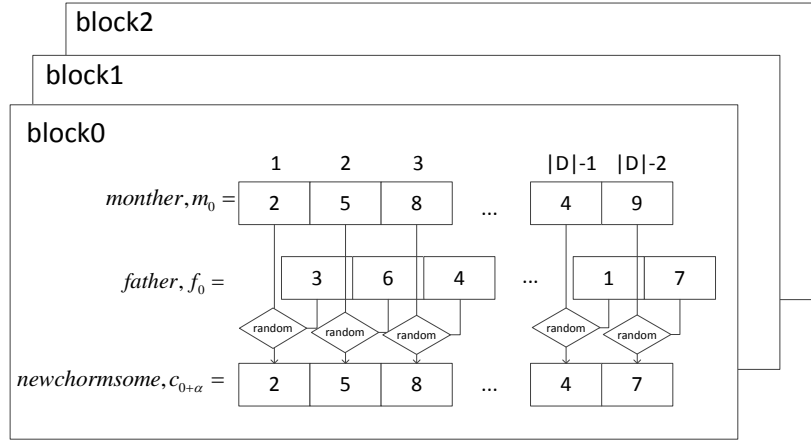 block2
block1
block0
1 2 3 |D|-1 |D|-2
monther, m₀ = 2 5 8 ... 4 9
father, f₀ = 3 6 4 ... 1 7
random random random random random
newchormsome, c₀₊α = 2 5 8 ... 4 7